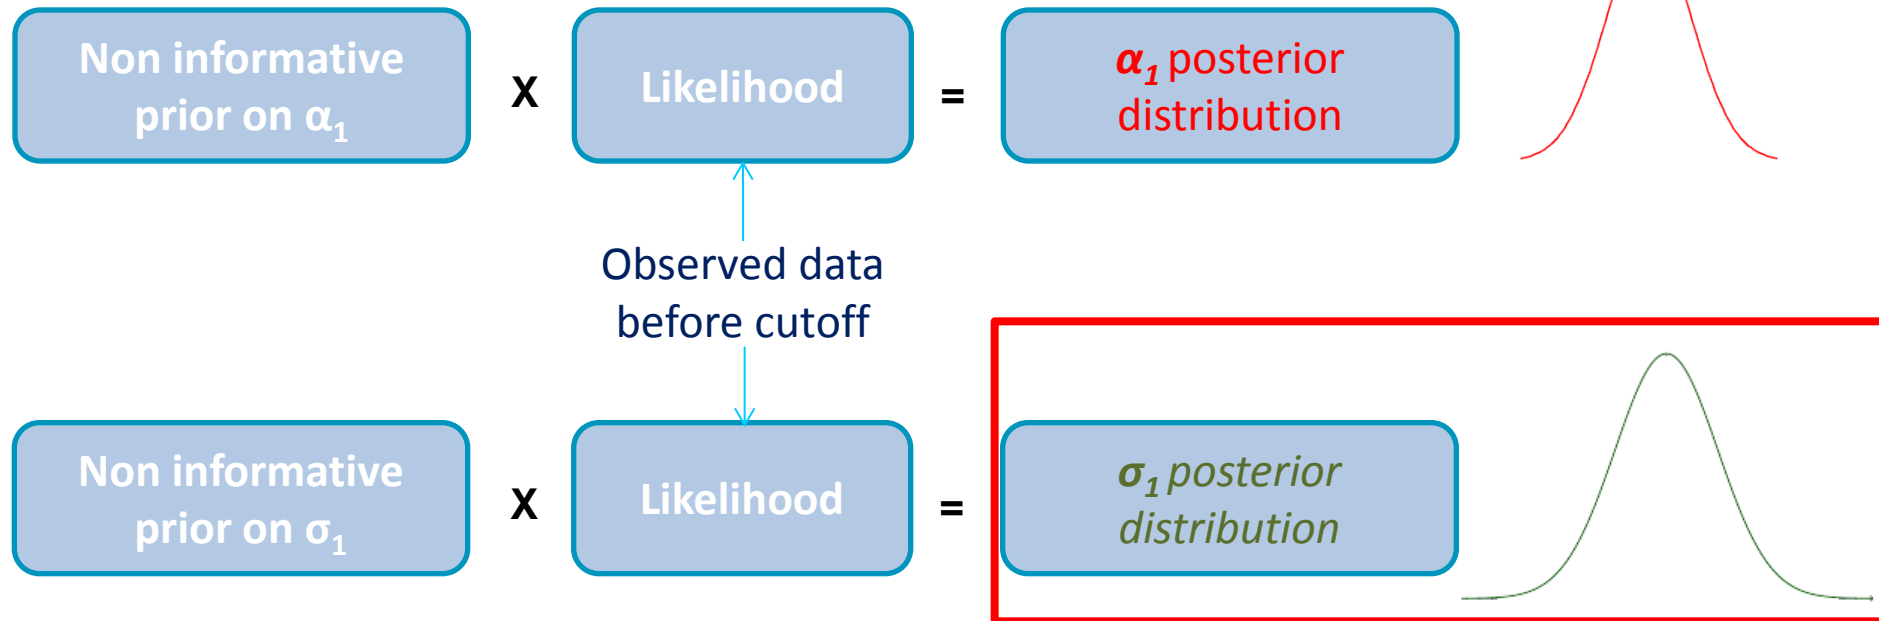 Non informative
prior on α₁
X
Likelihood
=
α₁ posterior
distribution
Observed data
before cutoff
Non informative
prior on σ₁
X
Likelihood
=
σ₁ posterior
distribution